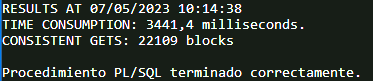 RESULTS AT 07/05/2023 10:14:38
TIME CONSUMPTION: 3441,4 milliseconds.
CONSISTENT GETS: 22109 blocks
Procedimiento PL/SQL terminado correctamente.